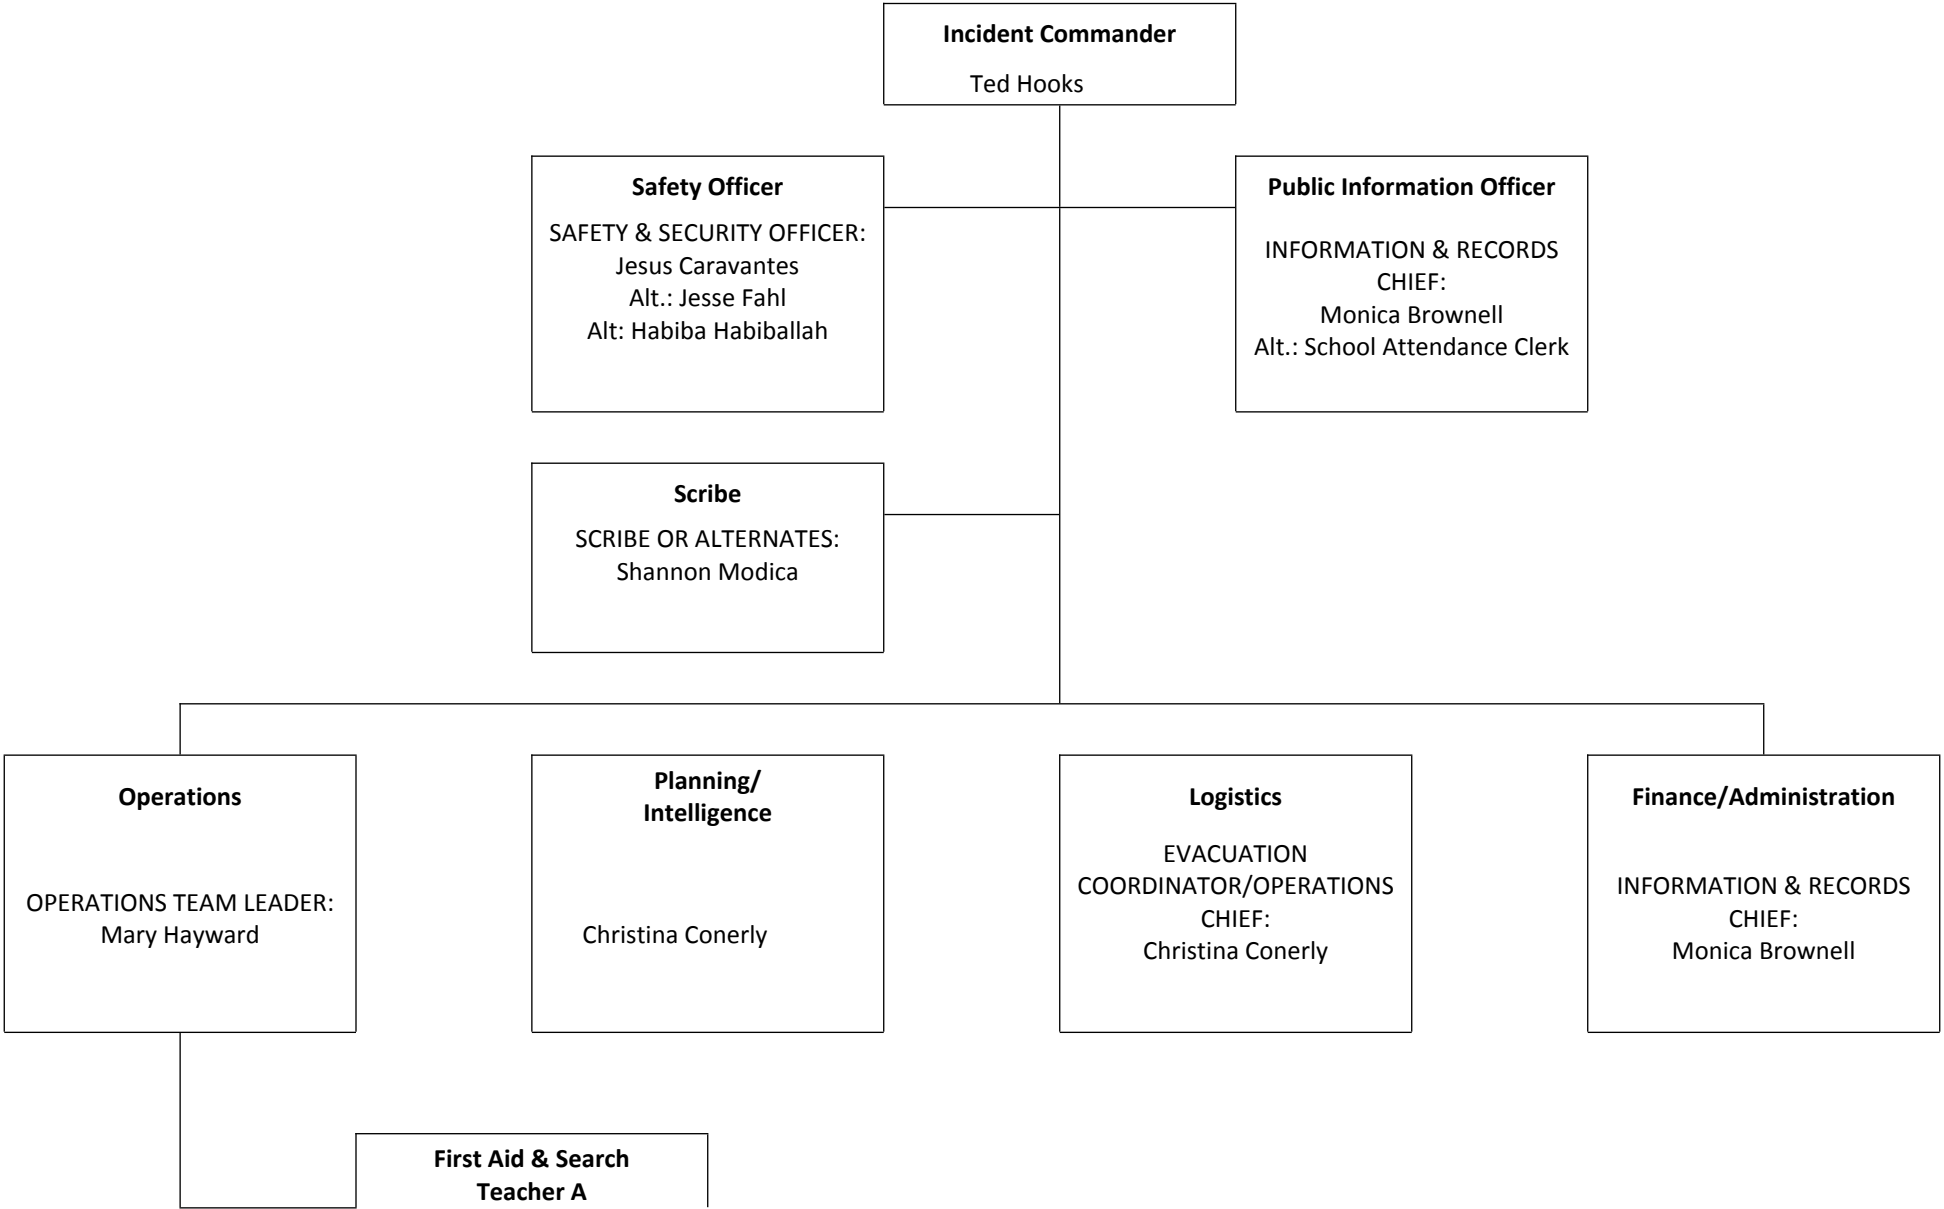 Incident Commander
Ted Hooks
Safety Officer
SAFETY & SECURITY OFFICER:
Jesus Caravantes
Alt.: Jesse Fahl
Alt: Habiba Habiballah
Public Information Officer
INFORMATION & RECORDS
CHIEF:
Monica Brownell
Alt.: School Attendance Clerk
Scribe
SCRIBE OR ALTERNATES:
Shannon Modica
Operations
OPERATIONS TEAM LEADER:
Mary Hayward
Planning/
Intelligence
Christina Conerly
Logistics
EVACUATION
COORDINATOR/OPERATIONS
CHIEF:
Christina Conerly
Finance/Administration
INFORMATION & RECORDS
CHIEF:
Monica Brownell
First Aid & Search
Teacher A